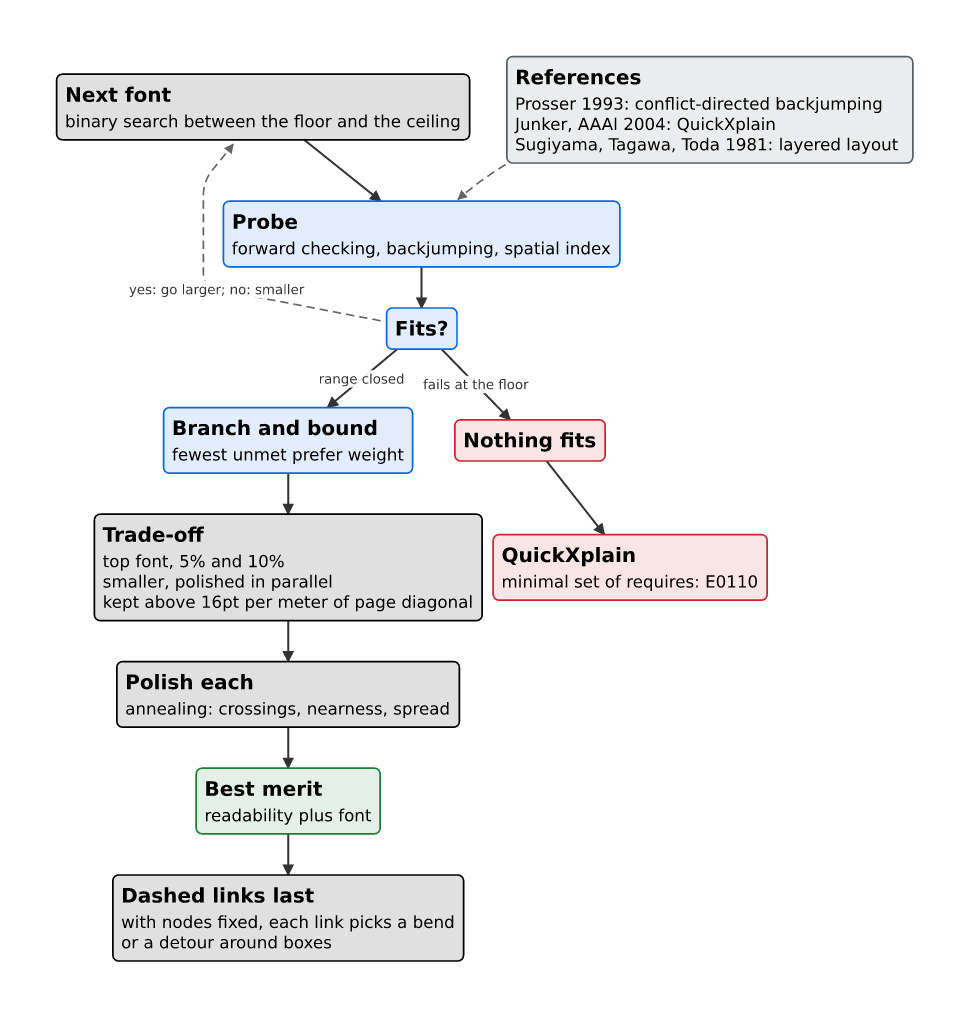 Next font
binary search between the floor and the ceiling
References
Prosser 1993: conflict-directed backjumping
Junker, AAAI 2004: QuickXplain
Sugiyama, Tagawa, Toda 1981: layered layout
Probe
forward checking, backjumping, spatial index
yes: go larger; no: smaller
Fits?
range closed
fails at the floor
Branch and bound
fewest unmet prefer weight
Nothing fits
Trade-off
top font, 5% and 10%
smaller, polished in parallel
kept above 16pt per meter of page diagonal
QuickXplain
minimal set of requires: E0110
Polish each
annealing: crossings, nearness, spread
Best merit
readability plus font
Dashed links last
with nodes fixed, each link picks a bend
or a detour around boxes